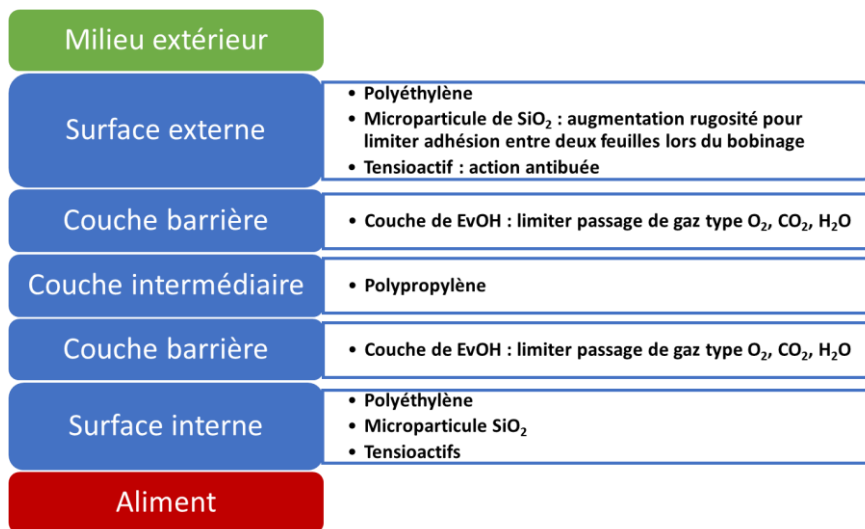 Milieu extérieur
Surface externe
• Polyéthylène
• Microparticule de SiO₂ : augmentation rugosité pour
limiter adhésion entre deux feuilles lors du bobinage
• Tensioactif : action antibuée
Couche barrière
• Couche de EvOH : limiter passage de gaz type O₂, CO₂, H₂O
Couche intermédiaire
• Polypropylène
Couche barrière
• Couche de EvOH : limiter passage de gaz type O₂, CO₂, H₂O
Surface interne
• Polyéthylène
• Microparticule SiO₂
• Tensioactifs
Aliment